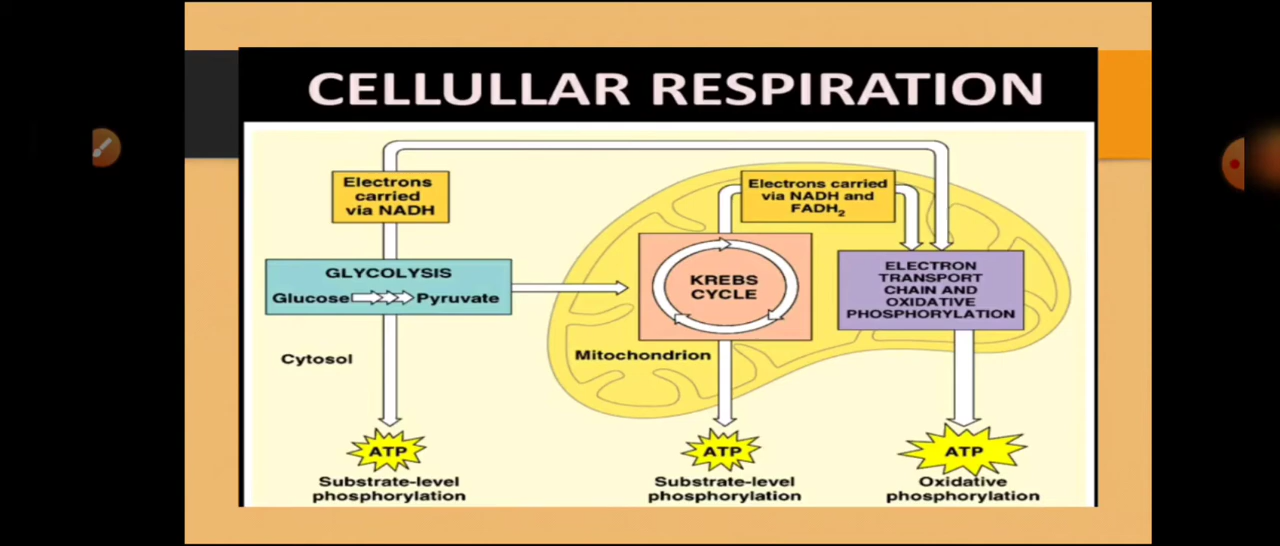 CELLULLAR RESPIRATION
Electrons
carried
via NADH
Electrons carried
via NADH and
FADH₂
GLYCOLYSIS
Glucose Pyruvate
KREBS
CYCLE
ELECTRON
TRANSPORT
CHAIN AND
OXIDATIVE
PHOSPHORYLATION
Cytosol
Mitochondrion
ATP
Substrate-level
phosphorylation
ATP
Substrate-level
phosphorylation
ATP
Oxidative
phosphorylation